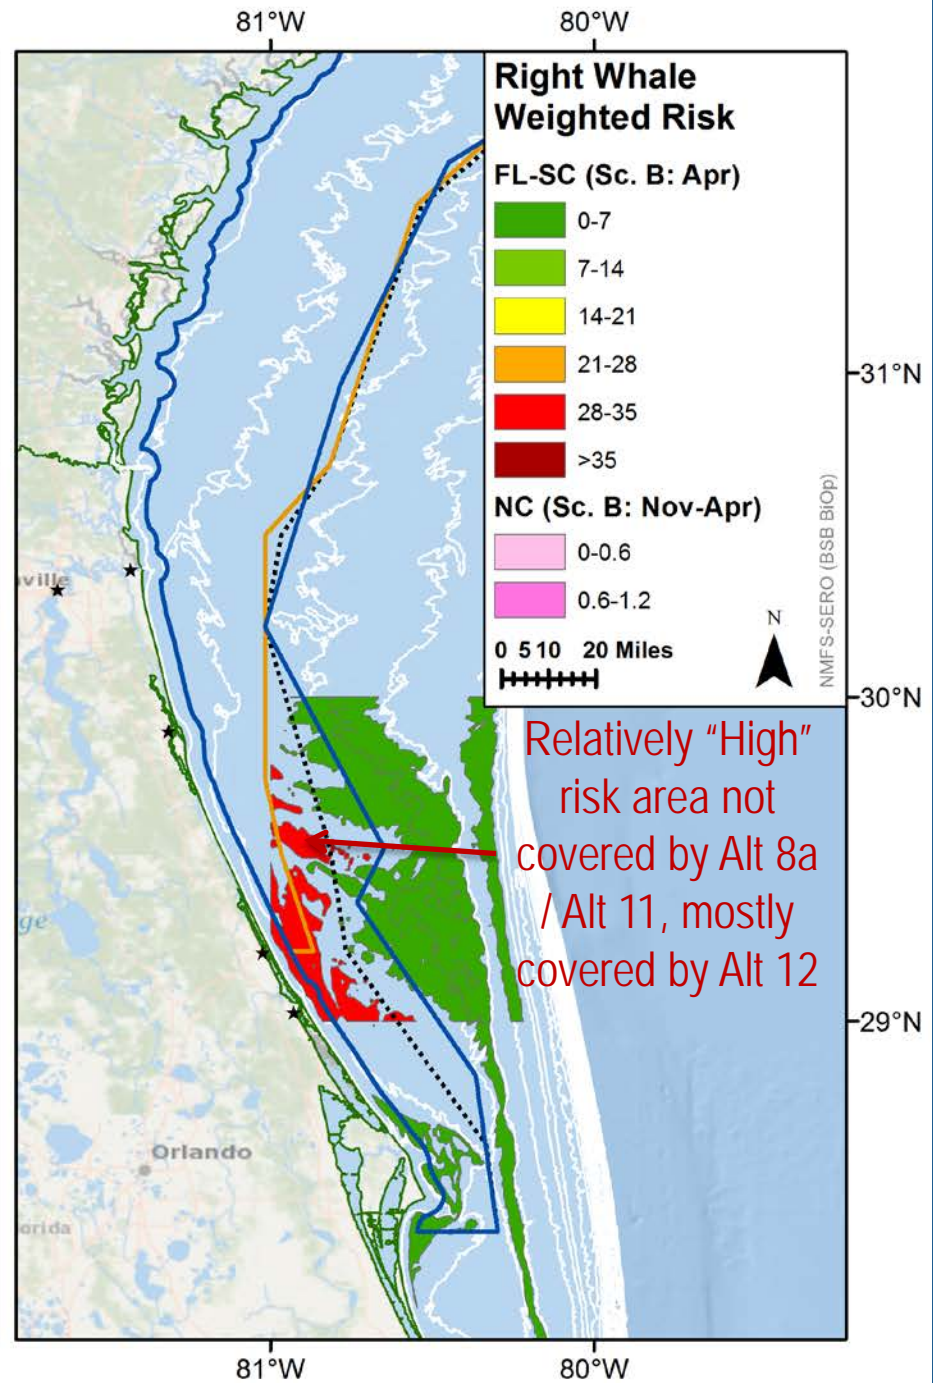 81°W
80°W
Right Whale
Weighted Risk
FL-SC (Sc. B: Apr)
0-7
7-14
14-21
21-28
28-35
>35
NC (Sc. B: Nov-Apr)
0-0.6
0.6-1.2
0 5 10 20 Miles
N
NMFS-SERO (BSB BiOp)
31°N
ville
30°N
Relatively “High”
risk area not
covered by Alt 8a
/ Alt 11, mostly
covered by Alt 12
ge
29°N
Orlando
orida
81°W
80°W